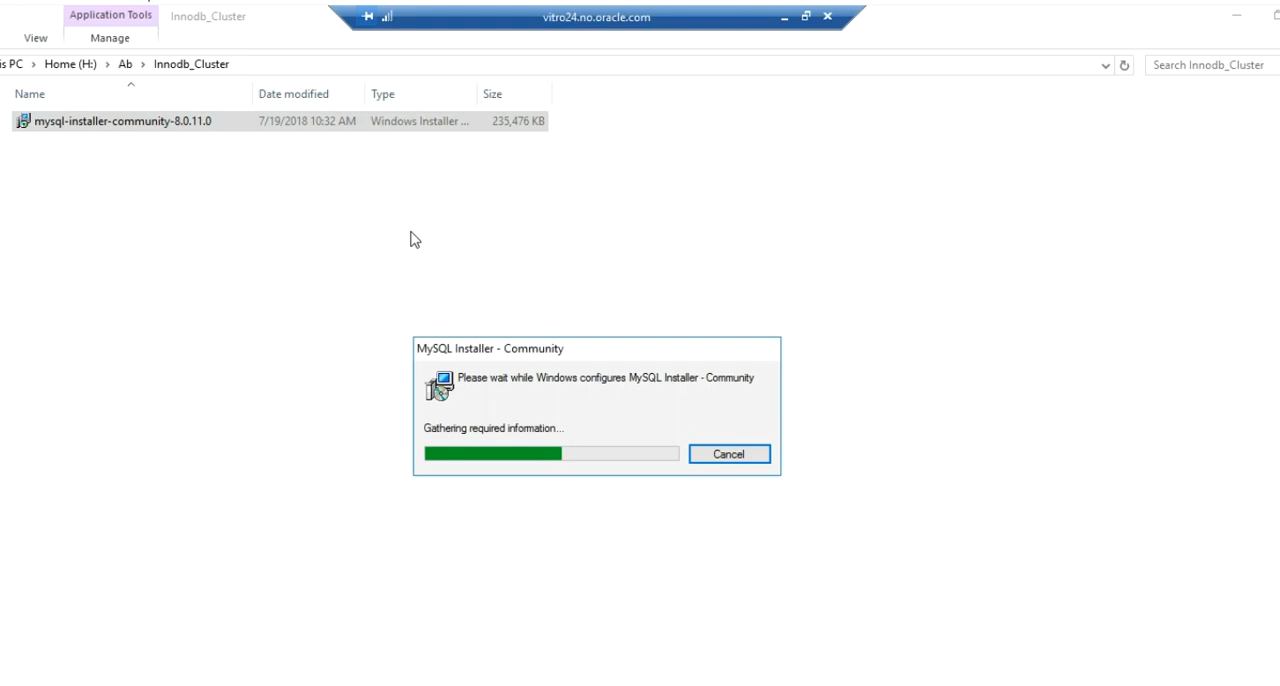 Application Tools Innodb_Cluster vitro24.no.oracle.com
View Manage
is PC > Home (H:) > Ab > Innodb_Cluster Search Innodb_Cluster
Name Date modified Type Size
mysql-installer-community-8.0.11.0 7/19/2018 10:32 AM Windows Installer ... 235,476 KB
MySQL Installer - Community
Please wait while Windows configures MySQL Installer - Community
Gathering required information...
Cancel